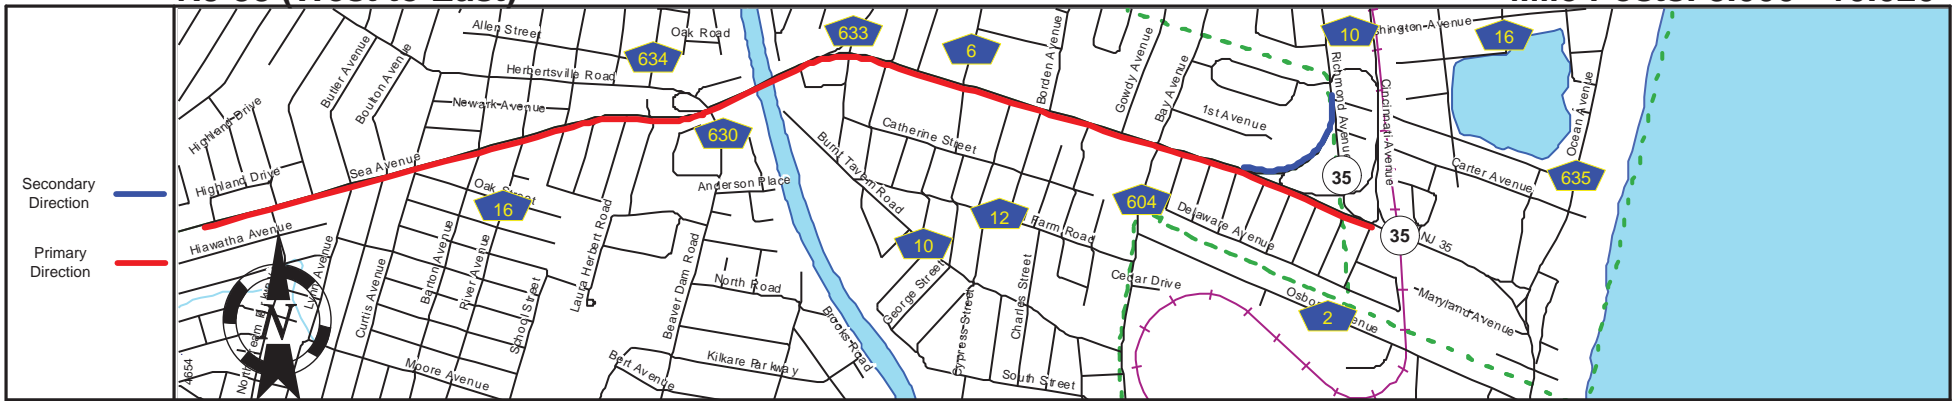 Secondary
Direction
Primary
Direction
Allen Street
Oak Road
634
633
6
10
16
Butler Avenue
Boulton Avenue
Herbertsville Road
Newark Avenue
Highland Drive
Highland Drive
Sea Avenue
630
Borden Avenue
Gowdy Avenue
Bay Avenue
1st Avenue
Richmond Avenue
Cincinnati Avenue
Ocean Avenue
Catherine Street
Burnt Tavern Road
Anderson Place
Oak Street
16
35
Carter Avenue
635
604
12
Farm Road
10
Delaware Avenue
35
NJ 35
Hiawatha Avenue
Lynn Avenue
Curtis Avenue
Barton Avenue
River Avenue
School Street
Laura Herbert Road
Beaver Dam Road
North Road
Brooks Road
George Street
Cypress Street
Charles Street
Cedar Drive
2
Maryland Avenue
N
4654
Moore Avenue
Bert Avenue
Kilkare Parkway
South Street